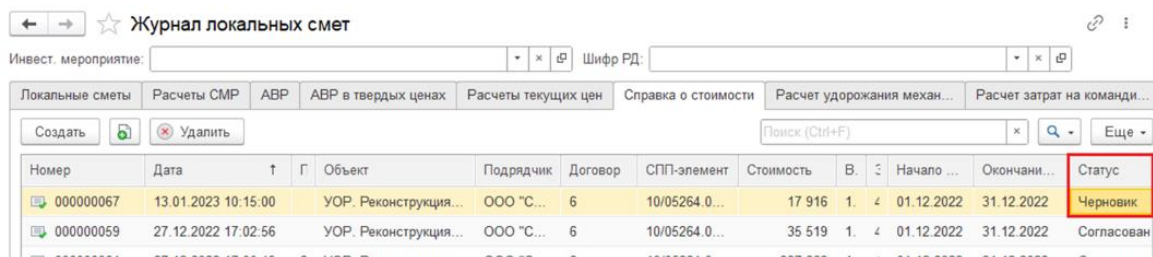 Журнал локальных смет
Инвест. мероприятие: Шифр РД:
Локальные сметы Расчеты СМР АВР АВР в твердых ценах Расчеты текущих цен Справка о стоимости Расчет удорожания механ... Расчет затрат на команди...
Создать Удалить Поиск (Ctrl+F) Еще
Номер Дата ↑ Объект Подрядчик Договор СПП-элемент Стоимость В. Начало ... Окончани... Статус
000000067 13.01.2023 10:15:00 УОР. Реконструкция... ООО "С... 6 10/05264.0... 17 916 1. 01.12.2022 31.12.2022 Черновик
000000059 27.12.2022 17:02:56 УОР. Реконструкция... ООО "С... 6 10/05264.0... 35 519 1. 01.12.2022 31.12.2022 Согласован